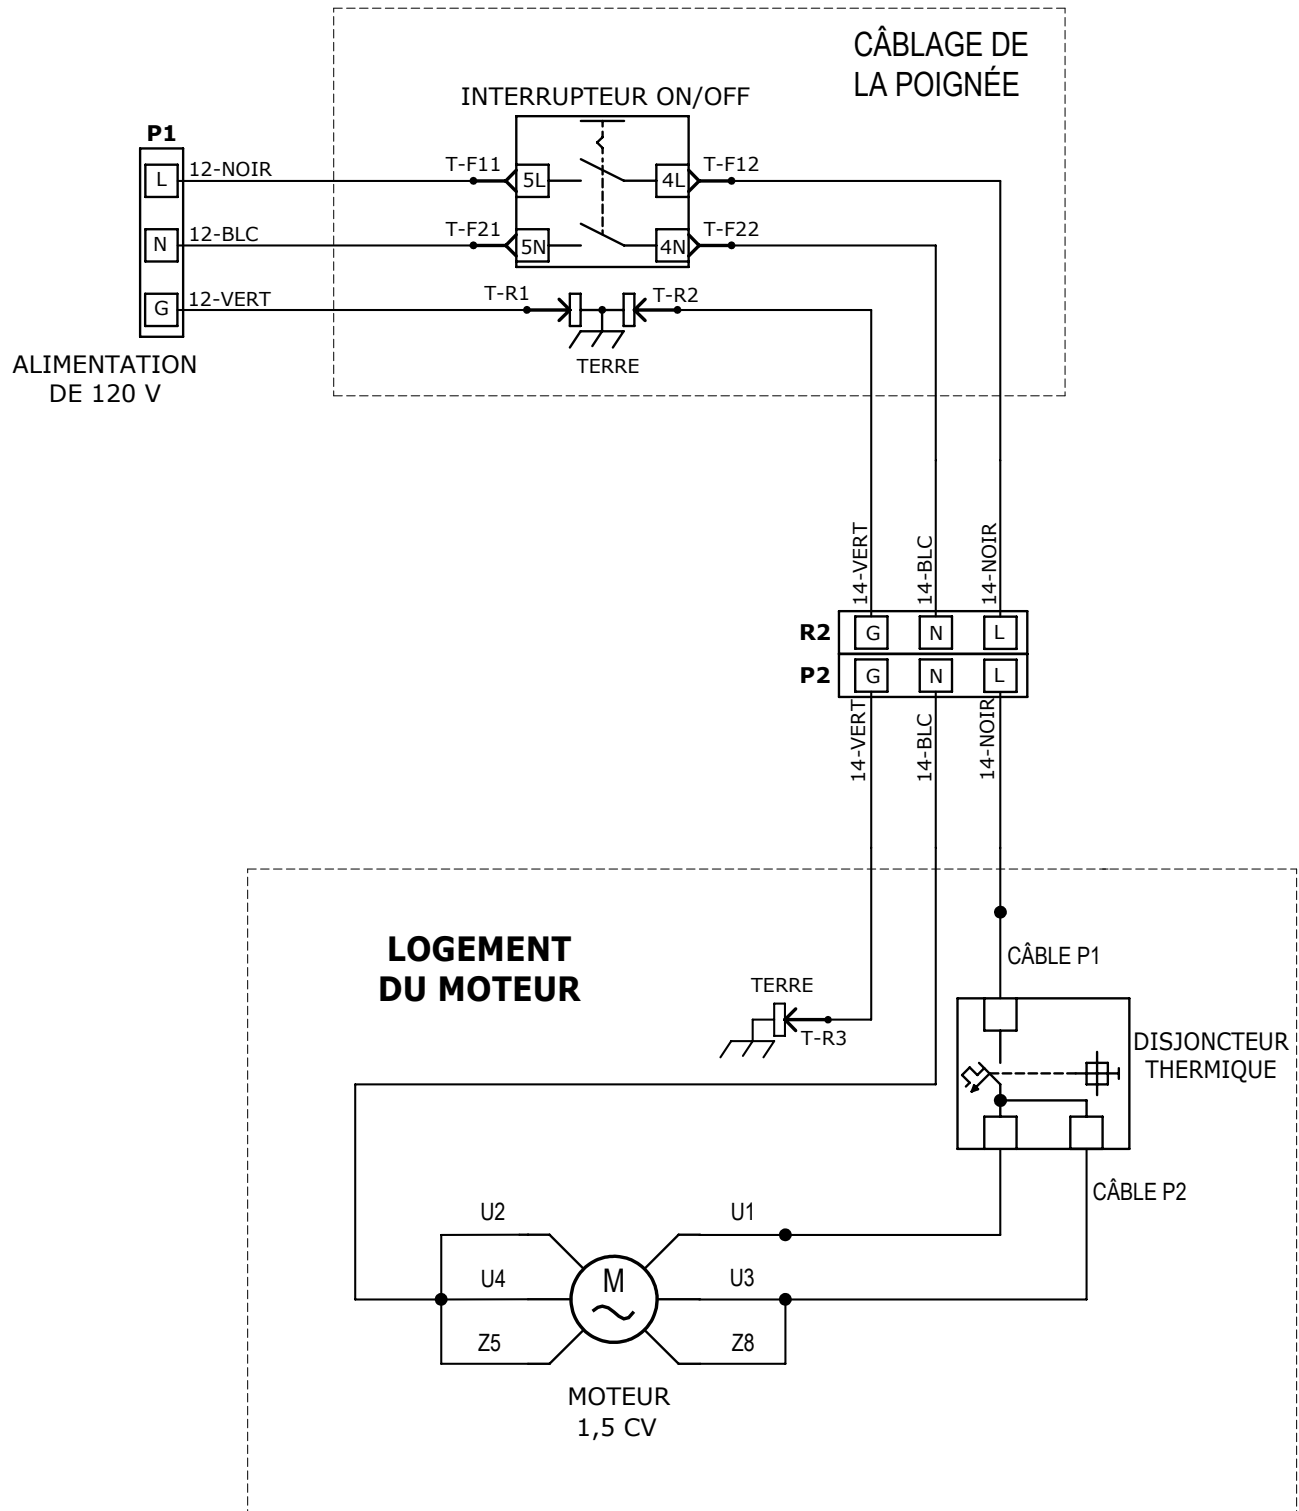 CÂBLAGE DE
LA POIGNÉE
INTERRUPTEUR ON/OFF
P1
L
12-NOIR
T-F11
5L
4L
T-F12
N
12-BLC
T-F21
5N
4N
T-F22
G
12-VERT
T-R1
T-R2
TERRE
ALIMENTATION
DE 120 V
14-VERT
14-BLC
14-NOIR
R2
G
N
L
P2
G
N
L
14-VERT
14-BLC
14-NOIR
LOGEMENT
DU MOTEUR
CÂBLE P1
TERRE
T-R3
DISJONCTEUR
THERMIQUE
CÂBLE P2
U2
U1
U4
M
U3
Z5
Z8
MOTEUR
1,5 CV